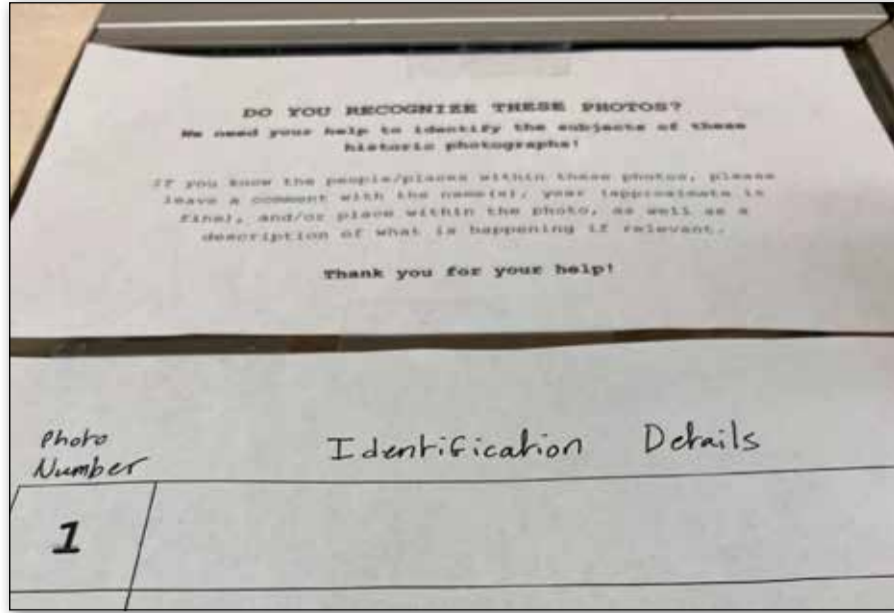 DO YOU RECOGNIZE THESE PHOTOS?
We need your help to identify the subjects of these
historic photographs!
If you know the people/places within these photos, please
leave a comment with the name(s), year (approximate is
fine), and/or place within the photo, as well as a
description of what is happening if relevant.
Thank you for your help!
Photo
Number
Identification Details
1